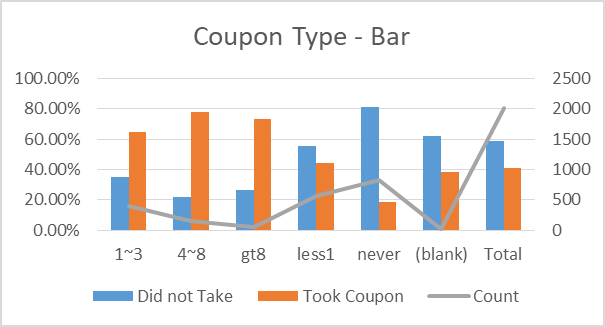 Coupon Type - Bar
100.00% 2500
80.00% 2000
60.00% 1500
40.00% 1000
20.00% 500
0.00% 0
1~3 4~8 gt8 less1 never (blank) Total
Did not Take Took Coupon Count